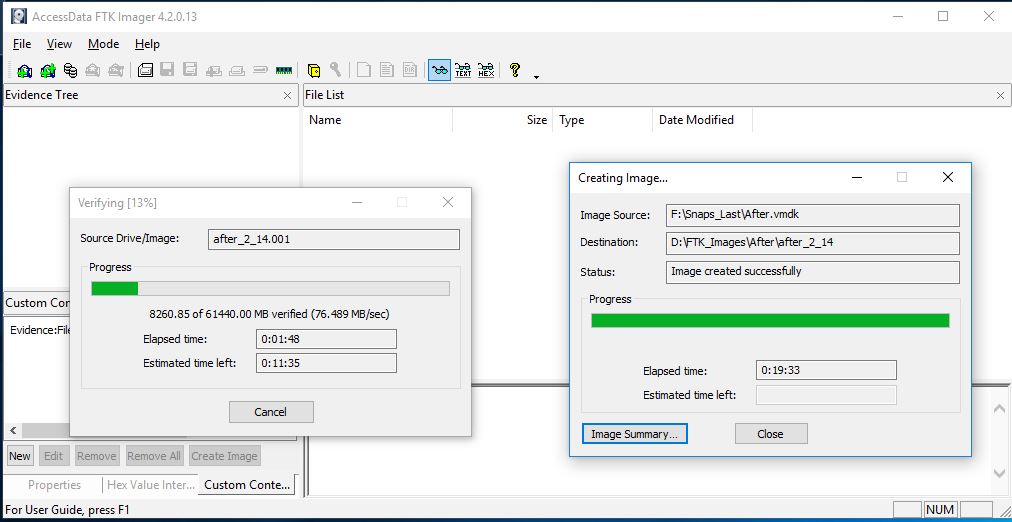 AccessData FTK Imager 4.2.0.13
File View Mode Help
TEXT HEX
Evidence Tree
File List
Name Size Type Date Modified
Verifying [13%]
Source Drive/Image: after_2_14.001
Progress
8260.85 of 61440.00 MB verified (76.489 MB/sec)
Elapsed time: 0:01:48
Estimated time left: 0:11:35
Cancel
Creating Image...
Image Source: F:\Snaps_Last\After.vmdk
Destination: D:\FTK_Images\After\after_2_14
Status: Image created successfully
Progress
Elapsed time: 0:19:33
Estimated time left:
Image Summary... Close
Custom Con
Evidence:File
New Edit Remove Remove All Create Image
Properties Hex Value Inter... Custom Conte...
For User Guide, press F1
NUM